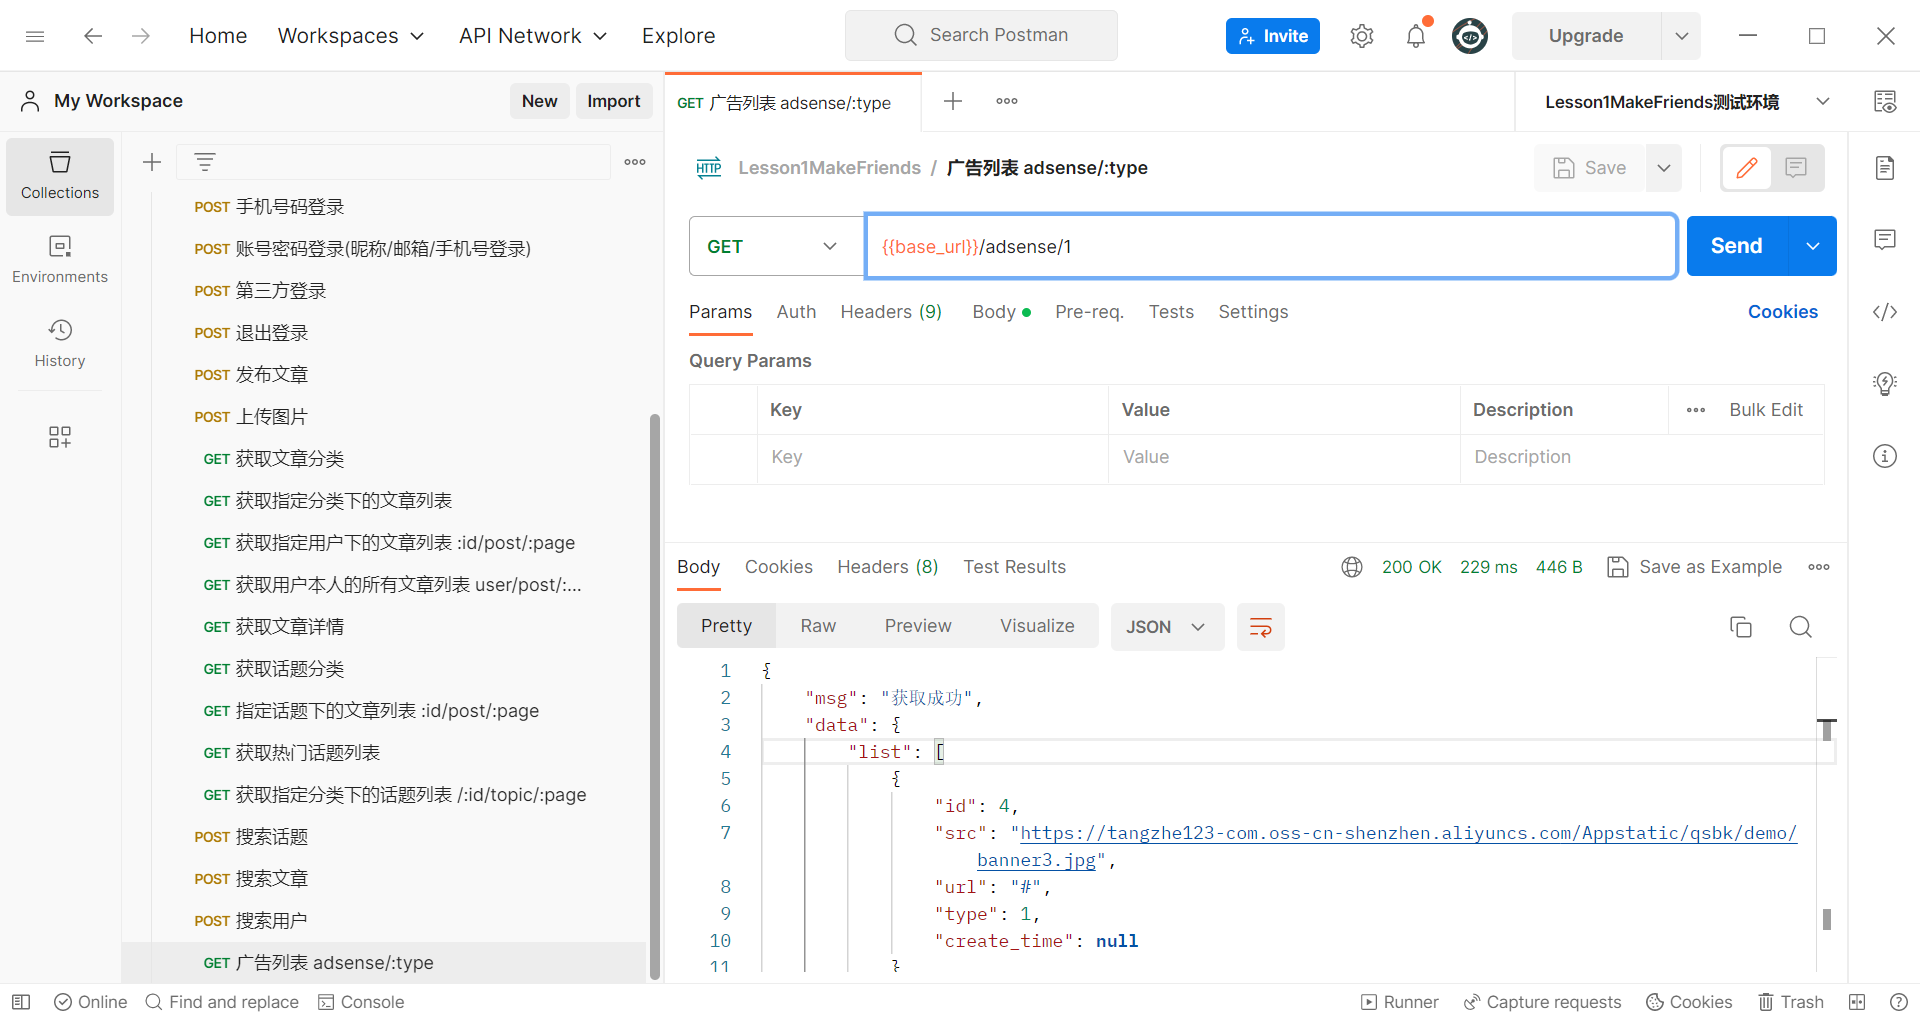 Home Workspaces API Network Explore Search Postman Invite Upgrade
My Workspace New Import
GET 广告列表 adsense/:type
Lesson1MakeFriends测试环境
Collections
Environments
History
POST 手机号码登录
POST 账号密码登录(昵称/邮箱/手机号登录)
POST 第三方登录
POST 退出登录
POST 发布文章
POST 上传图片
GET 获取文章分类
GET 获取指定分类下的文章列表
GET 获取指定用户下的文章列表 :id/post/:page
GET 获取用户本人的所有文章列表 user/post/:...
GET 获取文章详情
GET 获取话题分类
GET 指定话题下的文章列表 :id/post/:page
GET 获取热门话题列表
GET 获取指定分类下的话题列表 /:id/topic/:page
POST 搜索话题
POST 搜索文章
POST 搜索用户
GET 广告列表 adsense/:type
HTTP Lesson1MakeFriends / 广告列表 adsense/:type Save
GET {{base_url}}/adsense/1 Send
Params Auth Headers (9) Body Pre-req. Tests Settings Cookies
Query Params
Key Value Description Bulk Edit
Key Value Description
Body Cookies Headers (8) Test Results 200 OK 229 ms 446 B Save as Example
Pretty Raw Preview Visualize JSON
1 {
2 "msg": "获取成功",
3 "data": {
4 "list": [
5 {
6 "id": 4,
7 "src": "https://tangzhe123-com.oss-cn-shenzhen.aliyuncs.com/Appstatic/qsbk/demo/
banner3.jpg",
8 "url": "#",
9 "type": 1,
10 "create_time": null
11 }
Online Find and replace Console Runner Capture requests Cookies Trash